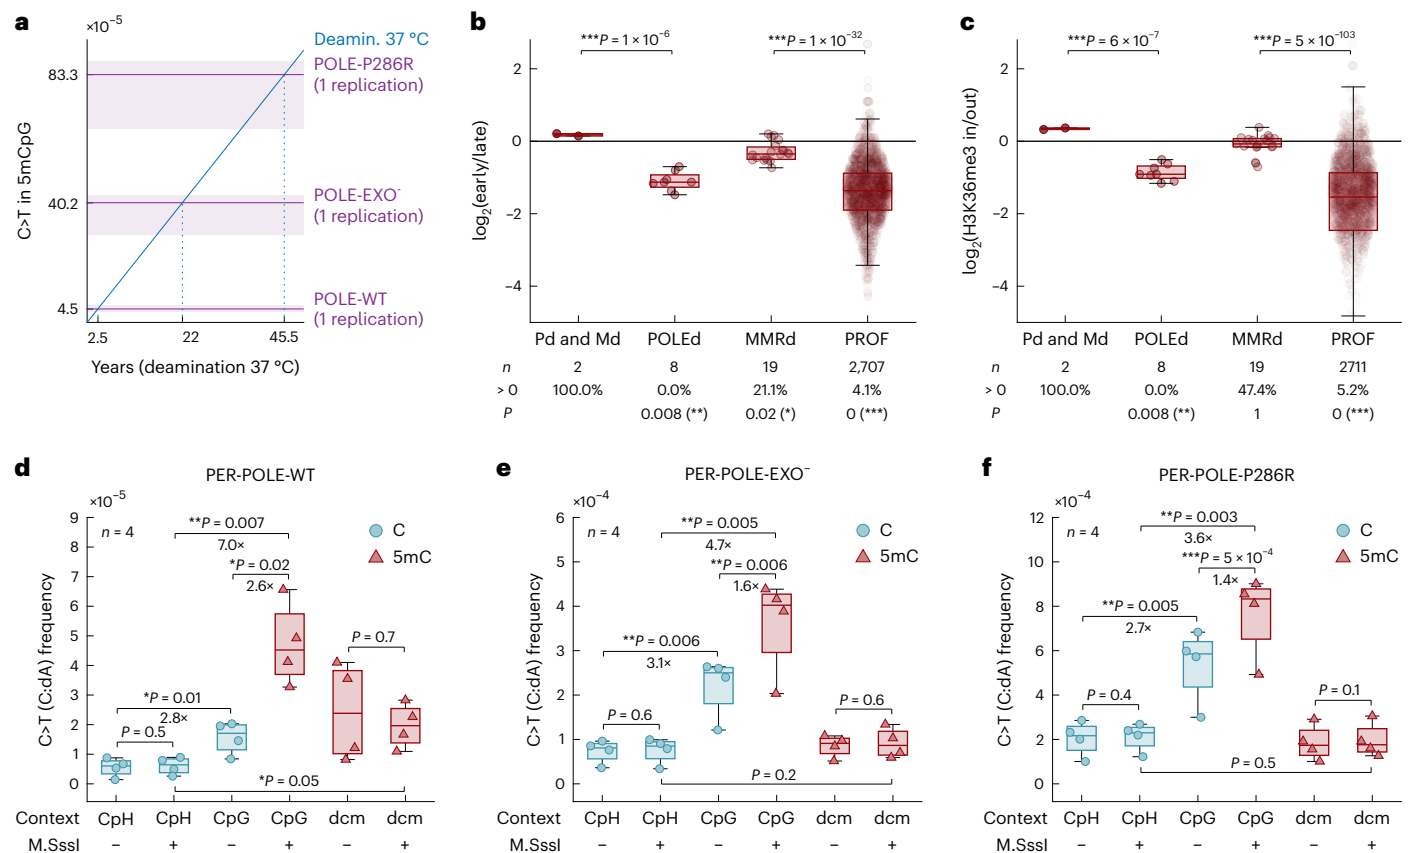 a
×10⁻⁵
C>T in 5mCpG
83.3
40.2
4.5
Deamin. 37 °C
POLE-P286R
(1 replication)
POLE-EXO⁻
(1 replication)
POLE-WT
(1 replication)
2.5 22 45.5
Years (deamination 37 °C)
b
log₂(early/late)
2
0
−2
−4
***P = 1 × 10⁻⁶
***P = 1 × 10⁻³²
Pd and Md POLEd MMRd PROF
n 2 8 19 2,707
> 0 100.0% 0.0% 21.1% 4.1%
P 0.008 (**) 0.02 (*) 0 (***)
c
log₂(H3K36me3 in/out)
2
0
−2
−4
***P = 6 × 10⁻⁷
***P = 5 × 10⁻¹⁰³
Pd and Md POLEd MMRd PROF
2 8 19 2711
100.0% 0.0% 47.4% 5.2%
0.008 (**) 1 0 (***)
d
PER-POLE-WT
×10⁻⁵
C>T (C:dA) frequency
9
8
7
6
5
4
3
2
1
0
n = 4
C
5mC
**P = 0.007
7.0×
*P = 0.02
2.6×
P = 0.7
*P = 0.01
2.8×
P = 0.5
*P = 0.05
Context CpH CpH CpG CpG dcm dcm
M.SssI − + − + − +
e
PER-POLE-EXO⁻
×10⁻⁴
C>T (C:dA) frequency
6
5
4
3
2
1
0
n = 4
C
5mC
**P = 0.005
4.7×
**P = 0.006
1.6×
**P = 0.006
3.1×
P = 0.6
P = 0.6
P = 0.2
Context CpH CpH CpG CpG dcm dcm
M.SssI − + − + − +
f
PER-POLE-P286R
×10⁻⁴
C>T (C:dA) frequency
12
10
8
6
4
2
0
n = 4
C
5mC
**P = 0.003
3.6×
***P = 5 × 10⁻⁴
1.4×
**P = 0.005
2.7×
P = 0.4
P = 0.1
P = 0.5
Context CpH CpH CpG CpG dcm dcm
M.SssI − + − + − +